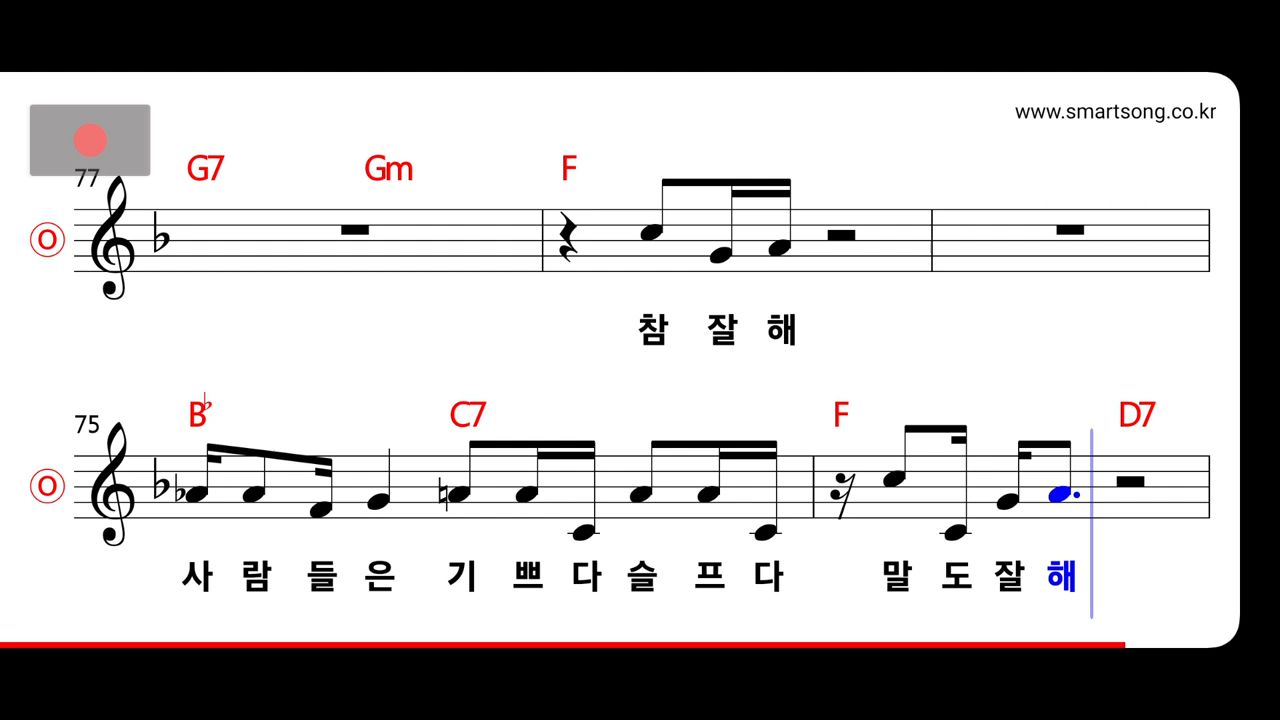 www.smartsong.co.kr
77 G7 Gm F
O
참 잘 해
75 B♭ C7 F D7
O
사 람 들 은 기 쁘 다 슬 프 다 말 도 잘 해